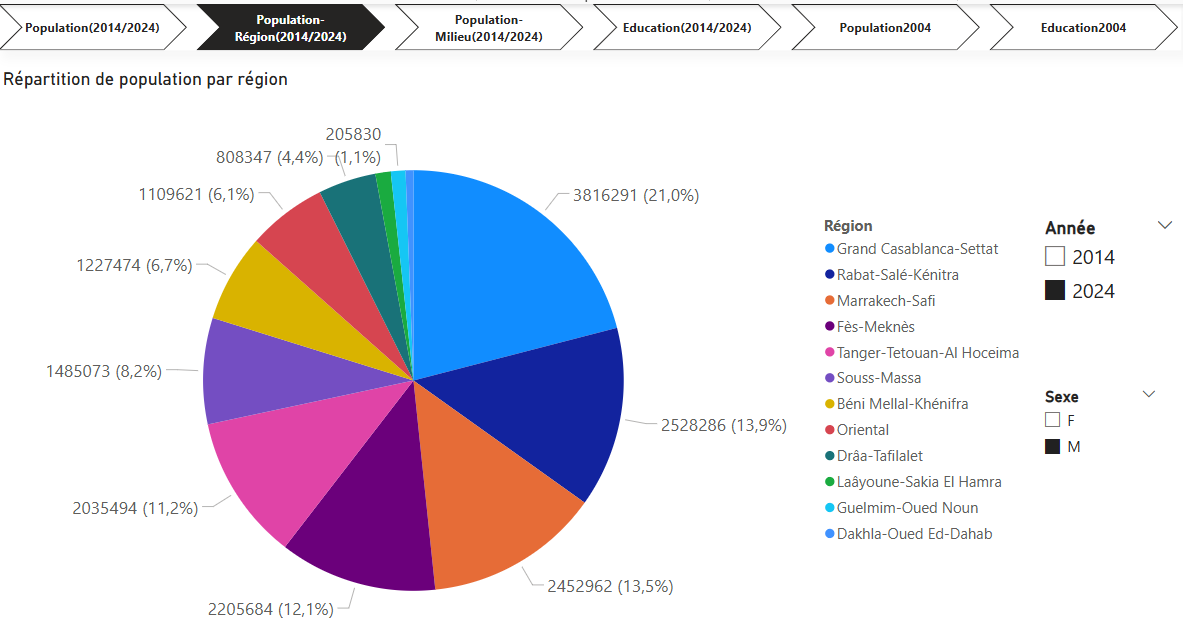 Population(2014/2024)
Population-
Région(2014/2024)
Population-
Milieu(2014/2024)
Education(2014/2024)
Population2004
Education2004
Répartition de population par région
205830
(1,1%)
808347 (4,4%)
1109621 (6,1%)
1227474 (6,7%)
1485073 (8,2%)
2035494 (11,2%)
2205684 (12,1%)
2452962 (13,5%)
2528286 (13,9%)
3816291 (21,0%)
Région
Grand Casablanca-Settat
Rabat-Salé-Kénitra
Marrakech-Safi
Fès-Meknès
Tanger-Tetouan-Al Hoceima
Souss-Massa
Béni Mellal-Khénifra
Oriental
Drâa-Tafilalet
Laâyoune-Sakia El Hamra
Guelmim-Oued Noun
Dakhla-Oued Ed-Dahab
Année
2014
2024
Sexe
F
M